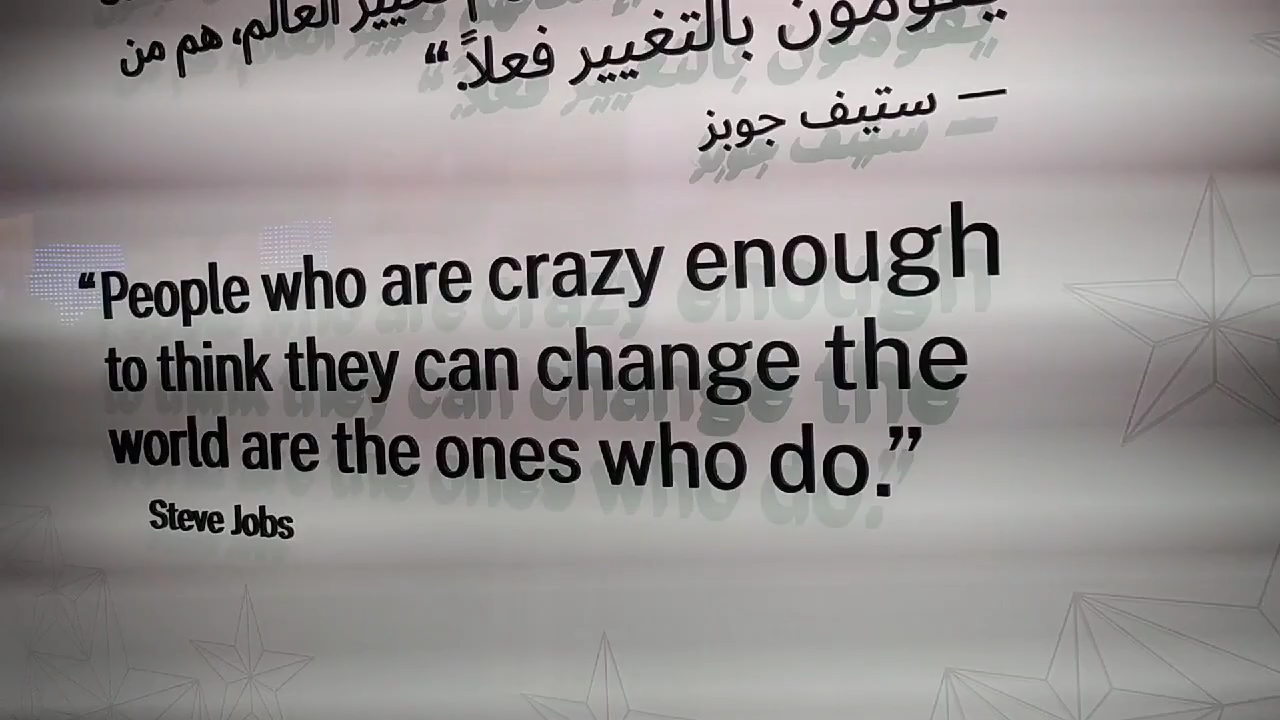 تغيير العالم، هم من
يقومون بالتغيير فعلاً.“
— ستيف جوبز
“People who are crazy enough
to think they can change the
world are the ones who do.”
Steve Jobs